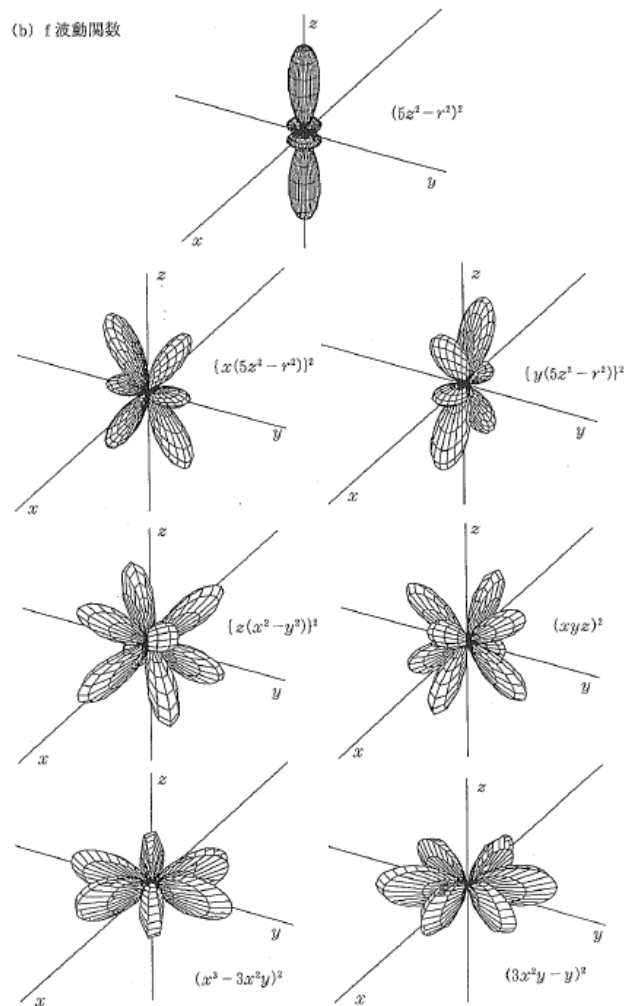 (b) f 波動関数
z
(5z² − r²)²
y
x
z
{x(5z² − r²)}²
y
x
z
{y(5z² − r²)}²
y
x
z
{z(x² − y²)}²
y
x
z
(xyz)²
y
x
z
y
x
(x³ − 3x²y)²
z
y
x
(3x²y − y)²